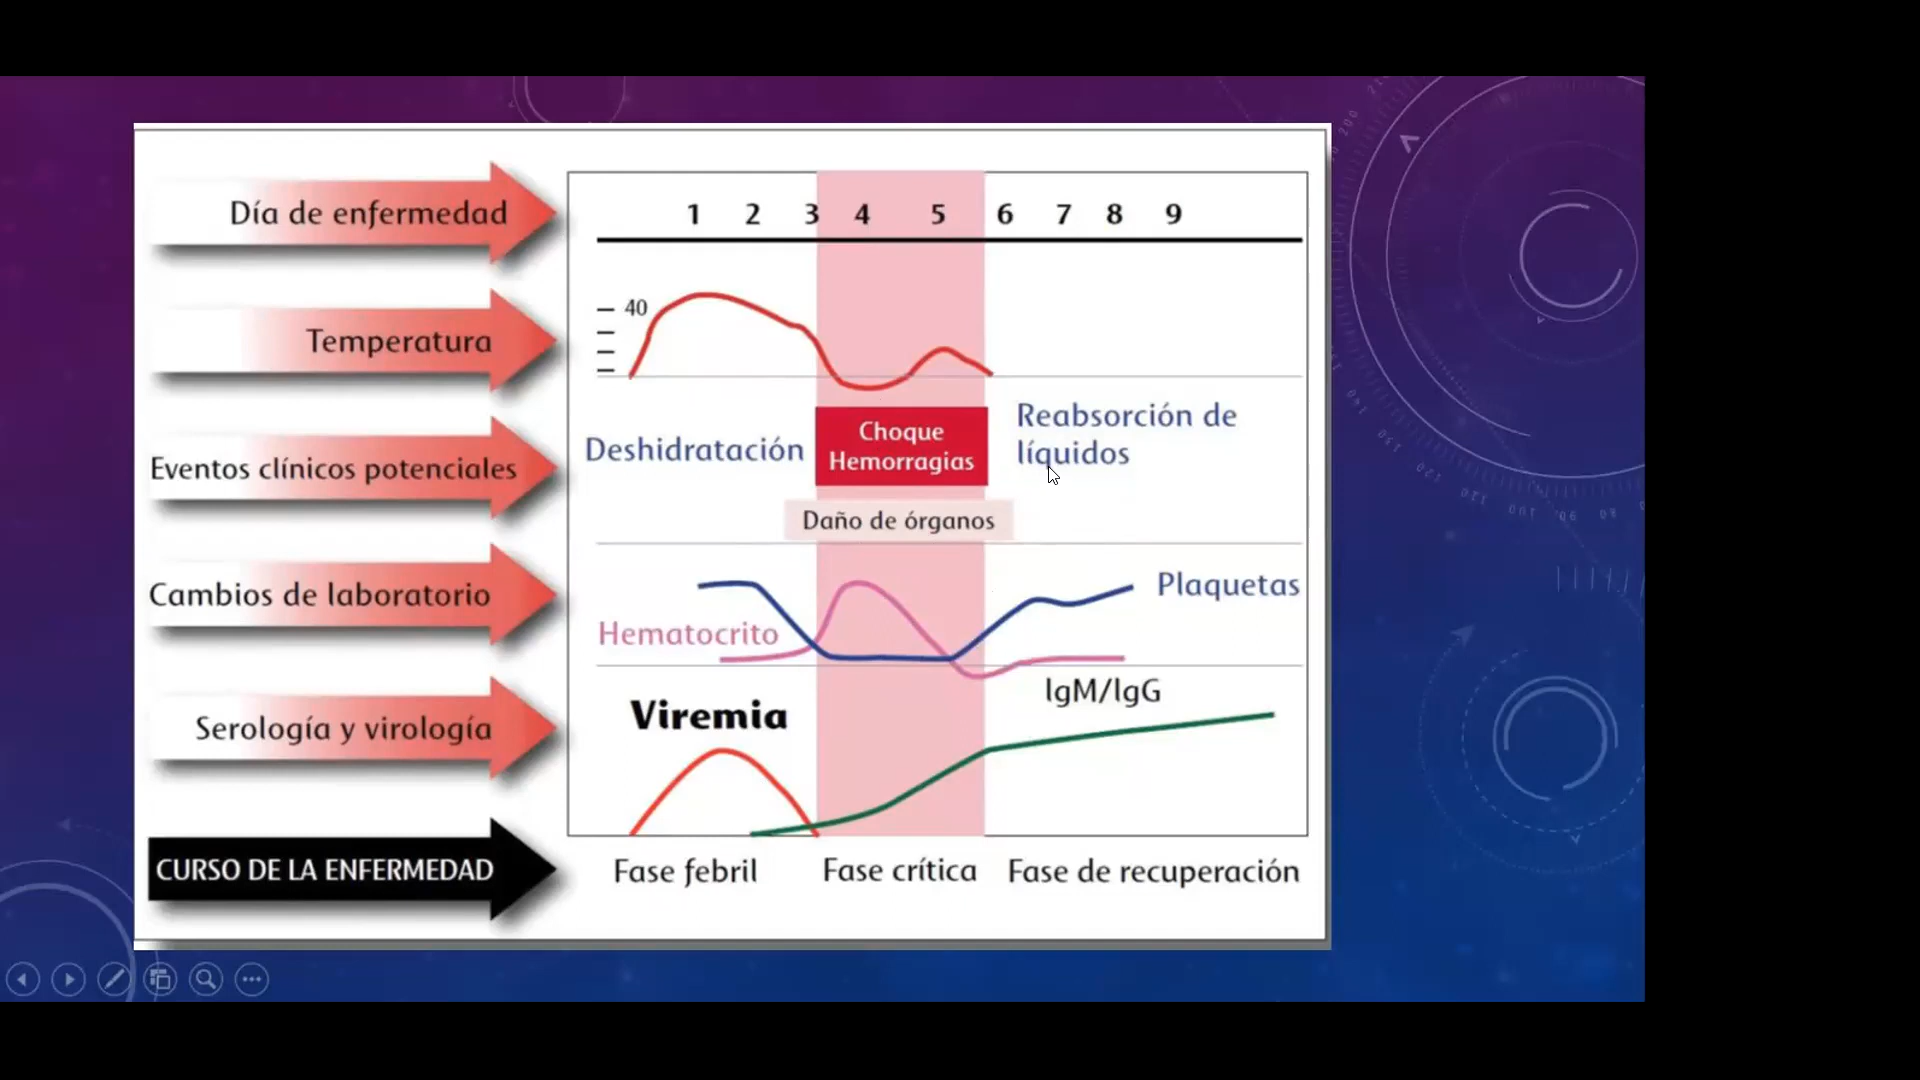 Día de enfermedad
1 2 3 4 5 6 7 8 9
Temperatura
40
Eventos clínicos potenciales
Deshidratación
Choque
Hemorragias
Reabsorción de
líquidos
Daño de órganos
Cambios de laboratorio
Hematocrito
Plaquetas
Serología y virología
Viremia
IgM/IgG
CURSO DE LA ENFERMEDAD
Fase febril
Fase crítica
Fase de recuperación